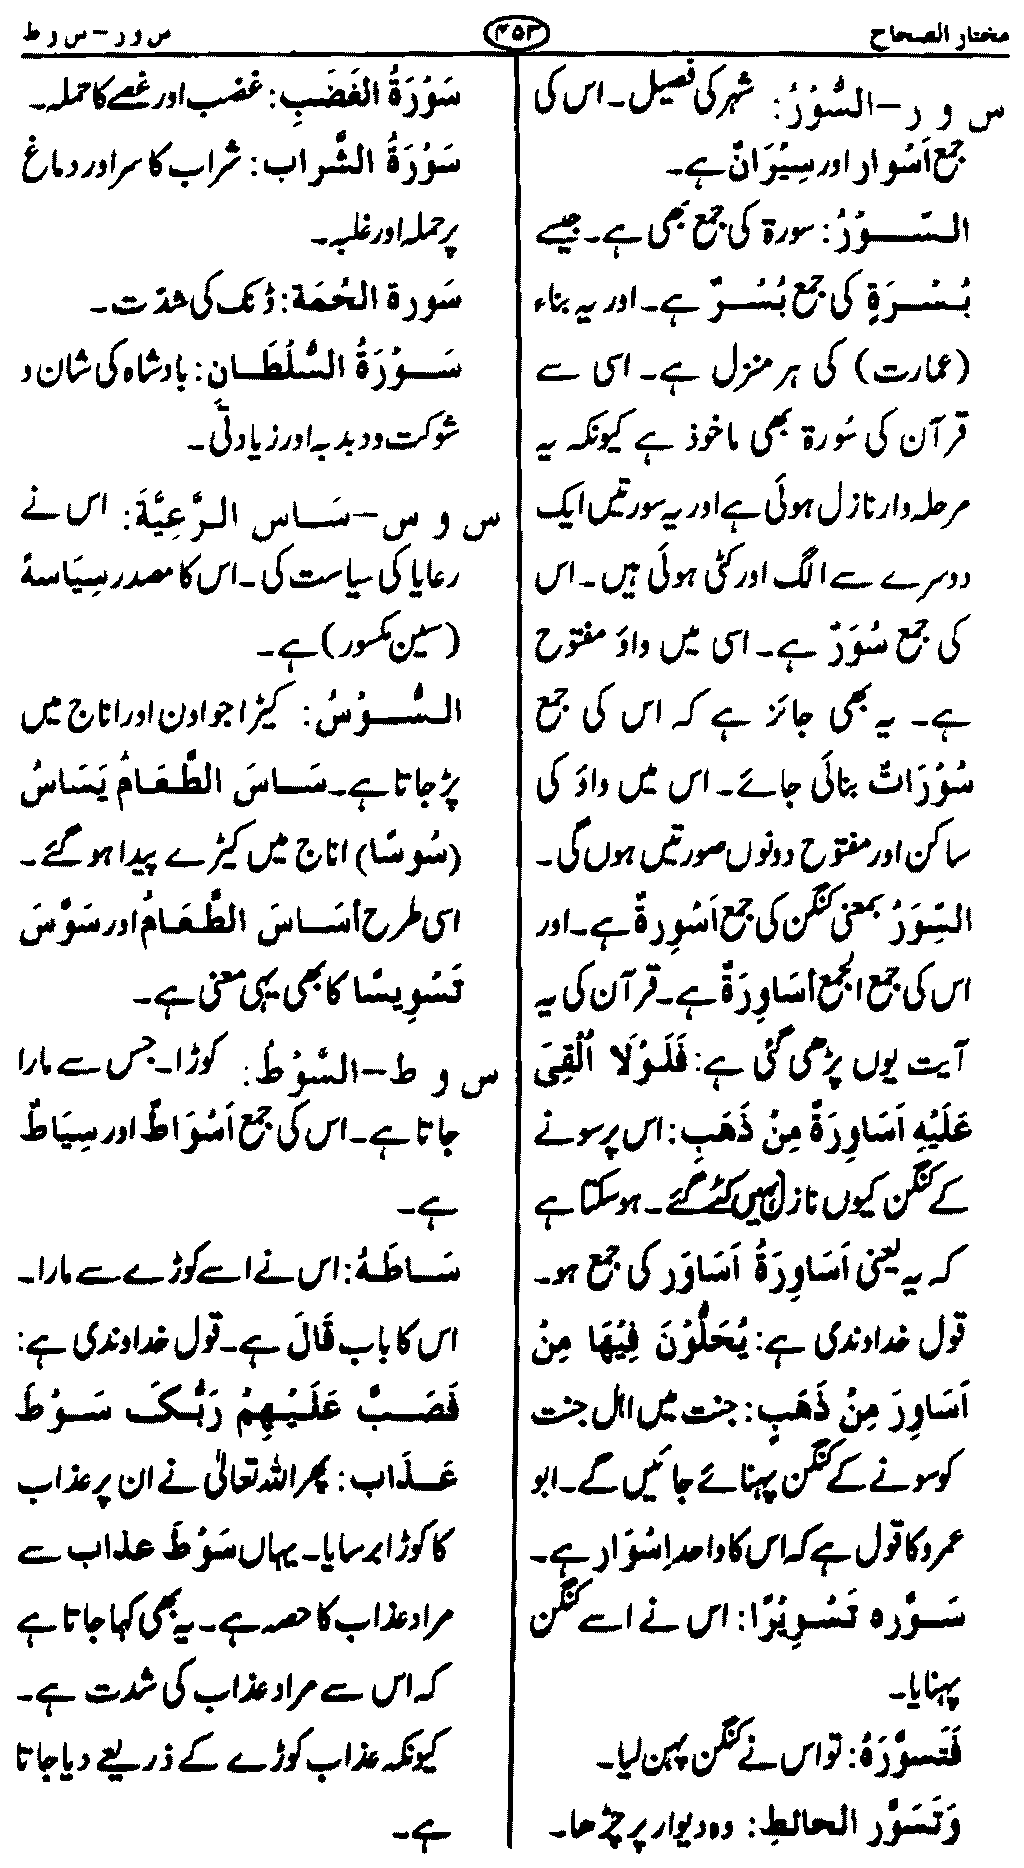 مختار الصحاح
۴۵۳
س و ر – س و ط
س و ر – السُّوْرُ: شہر کی فصیل۔ اس کی
جمع اَسْوار اور سِيْرَانٌ ہے۔
السُّوْرُ: سورۃ کی جمع بھی ہے۔ جیسے
بُسْرَةٍ کی جمع بُسْرٌ ہے۔ اور یہ بناء
(عمارت) کی ہر منزل ہے۔ اسی سے
قرآن کی سُورۃ بھی ماخوذ ہے کیونکہ یہ
مرحلہ وار نازل ہوئی ہے اور یہ سورتیں ایک
دوسرے سے الگ اور کٹی ہوئی ہیں۔ اس
کی جمع سُوَرٌ ہے۔ اسی میں واؤ مفتوح
ہے۔ یہ بھی جائز ہے کہ اس کی جمع
سُوْرَاتٌ بنائی جائے۔ اس میں واؤ کی
ساکن اور مفتوح دونوں صورتیں ہوں گی۔
السِّوَرُ بمعنی کنگن کی جمع اَسْوِرةٌ ہے۔ اور
اس کی جمع الجمع أسَاوِرَةٌ ہے۔ قرآن کی یہ
آیت یوں پڑھی گئی ہے: فَلَوْلَا اُلْقِىَ
عَلَيْهِ اَسَاوِرَةٌ مِنْ ذَهَبٍ: اس پر سونے
کے کنگن کیوں نازل نہیں کئے گئے۔ ہو سکتا ہے
کہ یہ یعنی اَسَاوِرَةُ اَسَاوَر کی جمع ہو۔
قول خداوندی ہے: يُحَلَّوْنَ فِيْهَا مِنْ
اَسَاوِرَ مِنْ ذَهَبٍ: جنت میں اہل جنت
کو سونے کے کنگن پہنائے جائیں گے۔ ابو
عمرو کا قول ہے کہ اس کا واحد اِسْوَار ہے۔
سَوَّره تَسْوِيْرًا: اس نے اسے کنگن
پہنایا۔
فَتَسوَّرَهُ: تو اس نے کنگن پہن لیا۔
وَتَسَوَّر الحائطِ: وہ دیوار پر چڑھا۔
سَوْرَةُ الغَضَبِ: غضب اور غصے کا حملہ۔
سَوْرَةُ الشَّراب: شراب کا سر اور دماغ
پر حملہ اور غلبہ۔
سَورة الحُمَة: ڈنک کی شدّت۔
سَوْرَةُ السُّلْطَانِ: بادشاہ کی شان و
شوکت و دبدبہ اور زیادتی۔
س و س – سَاس الرَّعِيَّةَ: اس نے
رعایا کی سیاست کی۔ اس کا مصدر سِيَاسةً
(سین مکسور) ہے۔
السُّوْسُ: کیڑا جو اون اور اناج میں
پڑ جاتا ہے۔ سَاسَ الطَّعَامُ يَسَاسُ
(سُوسًا) اناج میں کیڑے پیدا ہو گئے۔
اسی طرح أسَاسَ الطَّعَامُ اور سَوَّسَ
تَسْوِيسًا کا بھی یہی معنی ہے۔
س و ط – السَّوْطُ: کوڑا۔ جس سے مارا
جاتا ہے۔ اس کی جمع اَسْوَاطٌ اور سِيَاطٌ
ہے۔
سَاطَهُ: اس نے اسے کوڑے سے مارا۔
اس کا باب قَالَ ہے۔ قول خداوندی ہے:
فَصَبَّ عَلَيْهِمْ رَبُّكَ سَوْطَ
عَذَاب: پھر اللہ تعالیٰ نے ان پر عذاب
کا کوڑا برسایا۔ یہاں سَوْطَ عذاب سے
مراد عذاب کا حصہ ہے۔ یہ بھی کہا جاتا ہے
کہ اس سے مراد عذاب کی شدت ہے۔
کیونکہ عذاب کوڑے کے ذریعے دیا جاتا
ہے۔